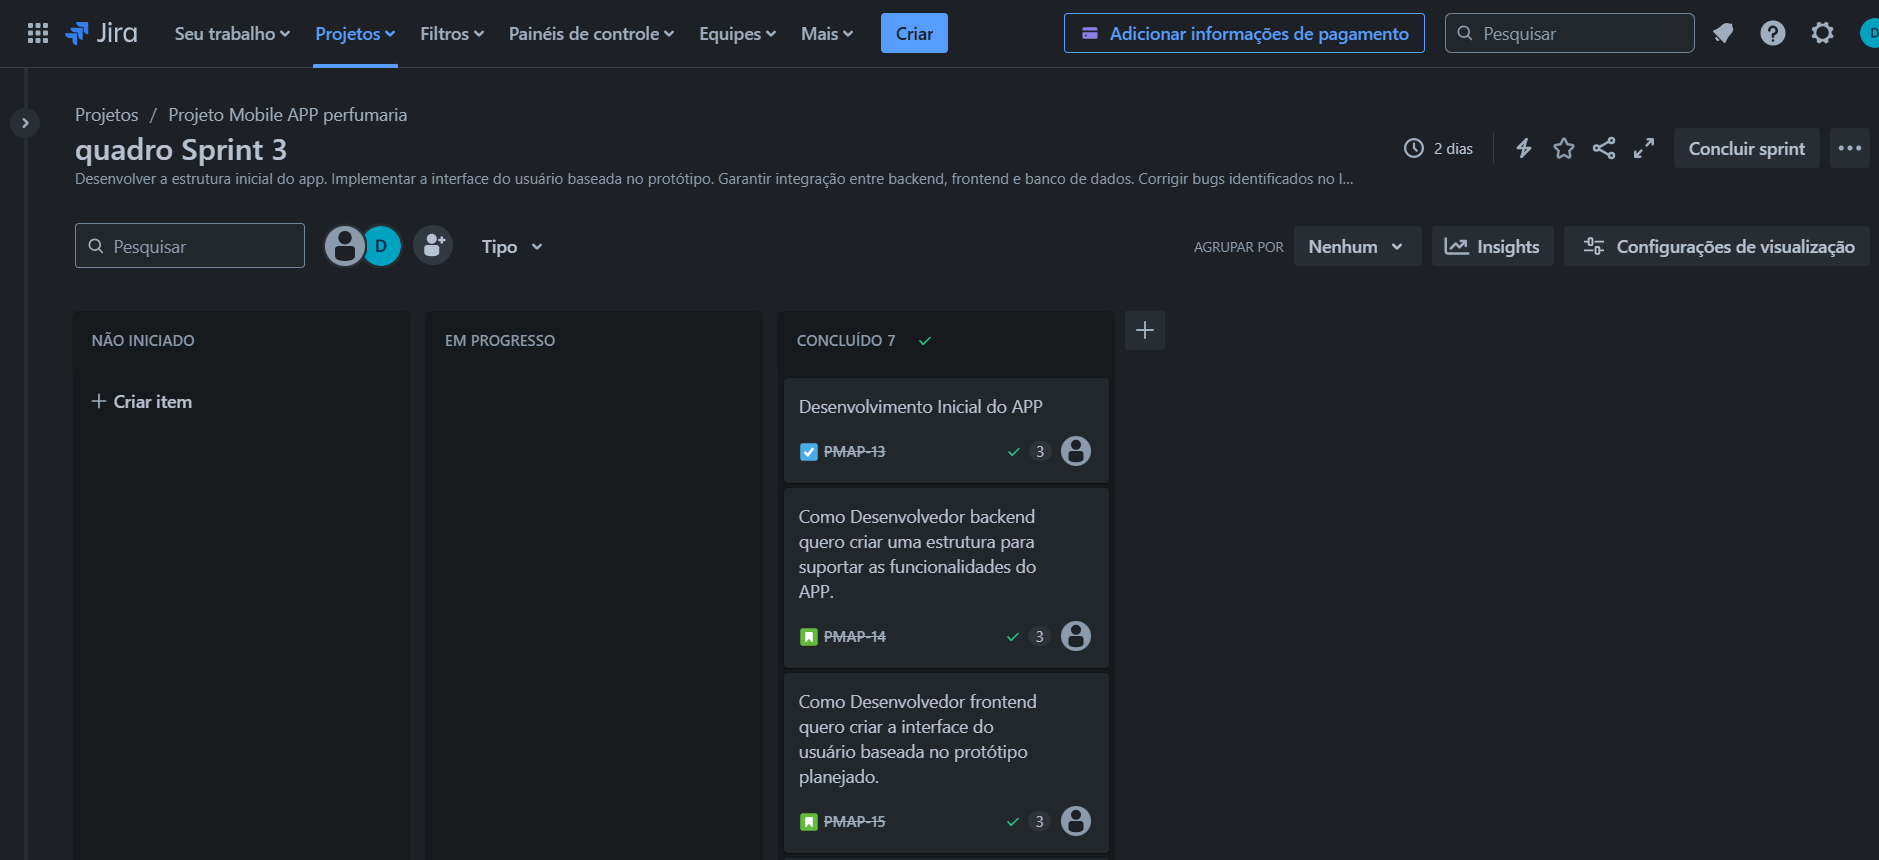 Jira
Seu trabalho
Projetos
Filtros
Painéis de controle
Equipes
Mais
Criar
Adicionar informações de pagamento
Pesquisar
D
Projetos / Projeto Mobile APP perfumaria
quadro Sprint 3
2 dias
Concluir sprint
Desenvolver a estrutura inicial do app. Implementar a interface do usuário baseada no protótipo. Garantir integração entre backend, frontend e banco de dados. Corrigir bugs identificados no l...
Pesquisar
D
Tipo
AGRUPAR POR
Nenhum
Insights
Configurações de visualização
NÃO INICIADO
+ Criar item
EM PROGRESSO
CONCLUÍDO 7
Desenvolvimento Inicial do APP
PMAP-13
3
Como Desenvolvedor backend
quero criar uma estrutura para
suportar as funcionalidades do
APP.
PMAP-14
3
Como Desenvolvedor frontend
quero criar a interface do
usuário baseada no protótipo
planejado.
PMAP-15
3